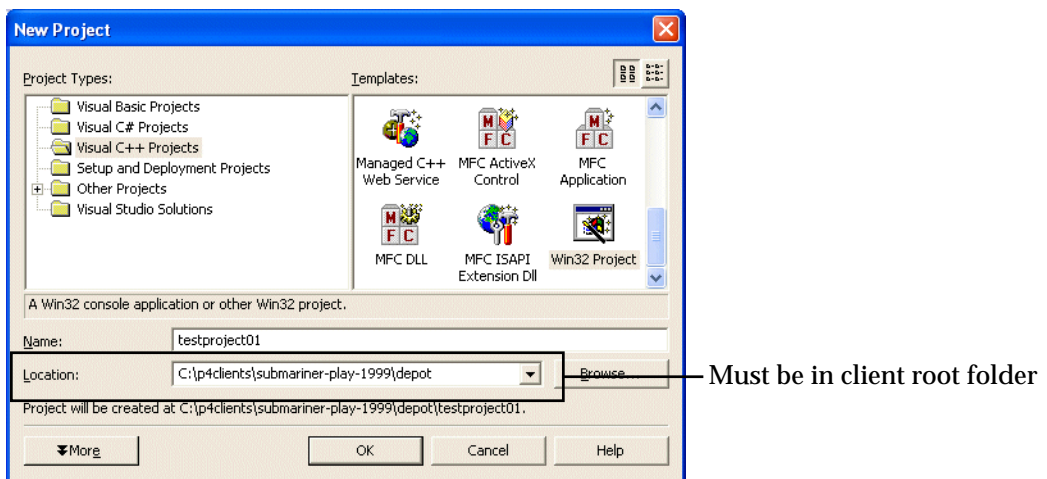 New Project
Project Types:
Templates:
Visual Basic Projects
Visual C# Projects
Visual C++ Projects
Setup and Deployment Projects
Other Projects
Visual Studio Solutions
Managed C++
Web Service
MFC ActiveX
Control
MFC
Application
MFC DLL
MFC ISAPI
Extension Dll
Win32 Project
A Win32 console application or other Win32 project.
Name:
testproject01
Location:
C:\p4clients\submariner-play-1999\depot
Browse...
Must be in client root folder
Project will be created at C:\p4clients\submariner-play-1999\depot\testproject01.
More
OK
Cancel
Help